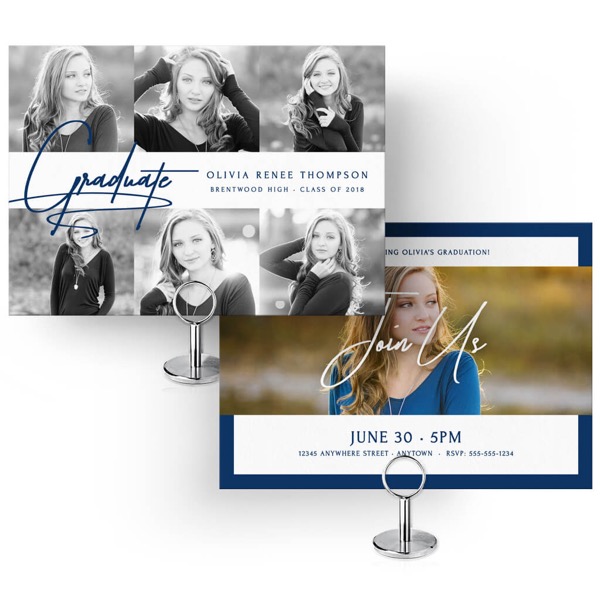 Graduate
OLIVIA RENEE THOMPSON
BRENTWOOD HIGH - CLASS OF 2018
ING OLIVIA'S GRADUATION!
Join Us
JUNE 30 · 5PM
12345 ANYWHERE STREET · ANYTOWN · RSVP: 555-555-1234